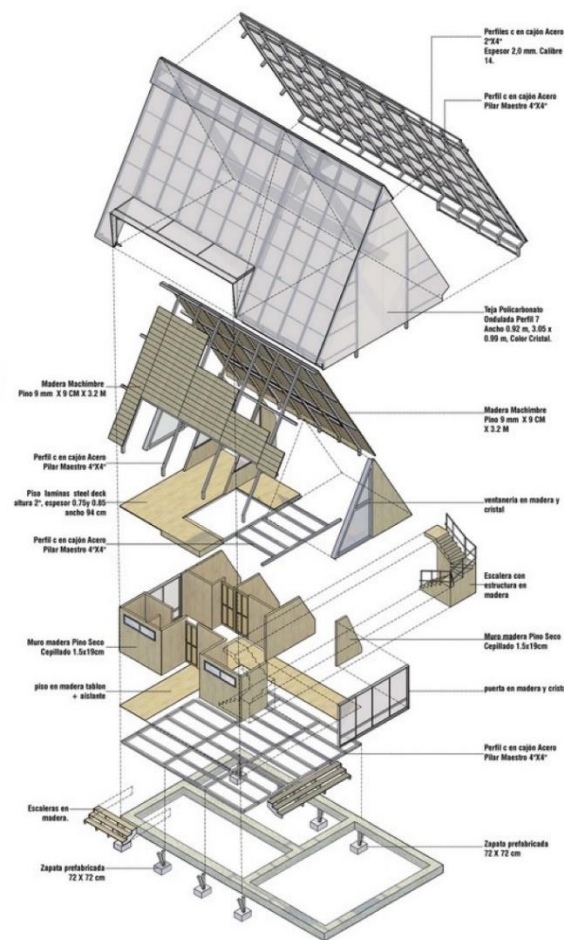 Perfiles c en cajón Acero
2"X4"
Espesor 2,0 mm. Calibre
14.
Perfil c en cajón Acero
Pilar Maestro 4"X4"
Teja Policarbonato
Ondulada Perfil 7
Ancho 0.92 m, 3.05 x
0.99 m, Color Cristal.
Madera Machimbre
Pino 9 mm X 9 CM X 3.2 M
Madera Machimbre
Pino 9 mm X 9 CM
X 3.2 M
Perfil c en cajón Acero
Pilar Maestro 4"X4"
Piso laminas steel deck
altura 2", espesor 0.75y 0.85
ancho 94 cm
ventaneria en madera y
cristal
Perfil c en cajón Acero
Pilar Maestro 4"X4"
Escalera con
estructura en
madera
Muro madera Pino Seco
Cepillado 1.5x19cm
Muro madera Pino Seco
Cepillado 1.5x19cm
piso en madera tablon
+ aislante
puerta en madera y crist
Perfil c en cajón Acero
Pilar Maestro 4"X4"
Escaleras en
madera.
Zapata prefabricada
72 X 72 cm
Zapata prefabricada
72 X 72 cm